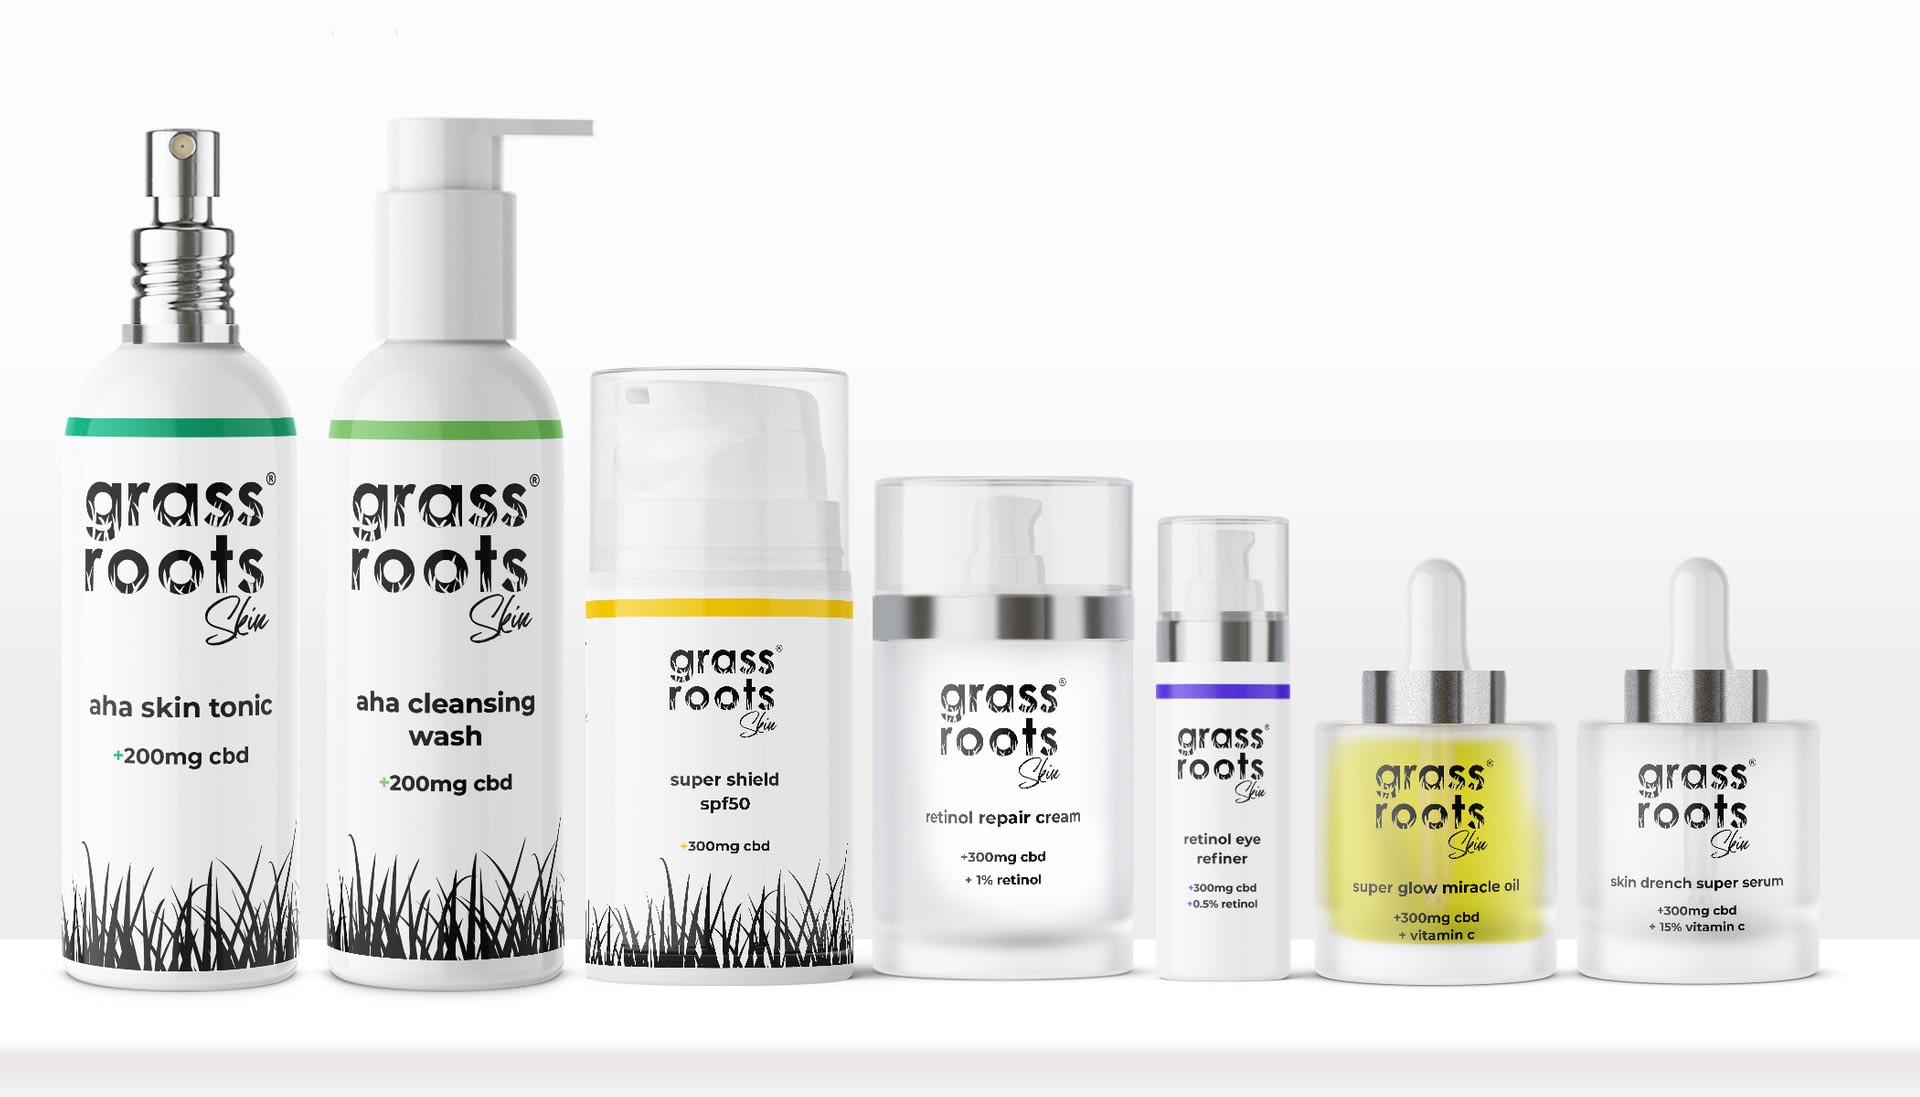 grass®
roots
Skin
aha skin tonic
+200mg cbd
grass®
roots
Skin
aha cleansing
wash
+200mg cbd
grass®
roots
Skin
super shield
spf50
+300mg cbd
grass®
roots
Skin
retinol repair cream
+300mg cbd
+ 1% retinol
grass®
roots
Skin
retinol eye
refiner
+300mg cbd
+0.5% retinol
grass®
roots
Skin
super glow miracle oil
+300mg cbd
+ vitamin c
grass®
roots
Skin
skin drench super serum
+300mg cbd
+ 15% vitamin c